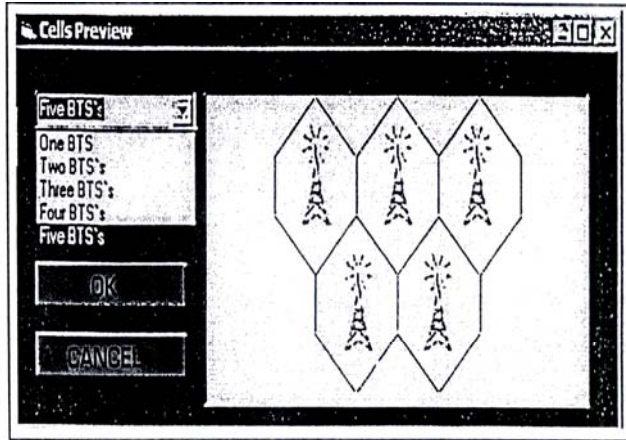 Cells Preview
Five BTS`s
One BTS
Two BTS`s
Three BTS`s
Four BTS`s
Five BTS`s
OK
CANCEL